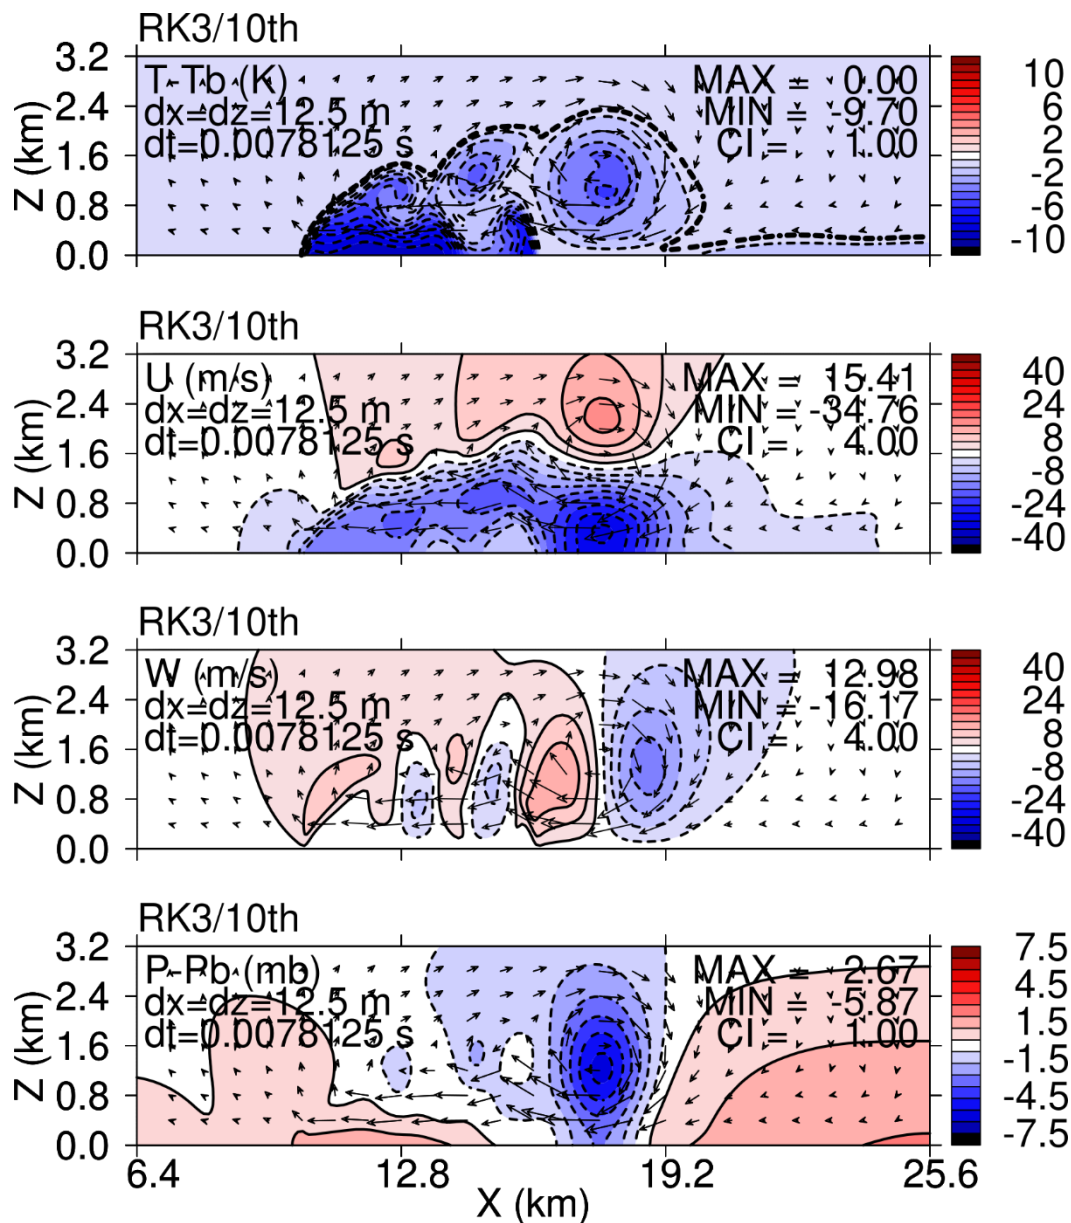 RK3/10th
3.2
2.4
1.6
0.8
0.0
Z (km)
T-Tb (K)
dx=dz=12.5 m
dt=0.0078125 s
MAX = 0.00
MIN = -9.70
CI = 1.00
10
6
2
-2
-6
-10
RK3/10th
3.2
2.4
1.6
0.8
0.0
Z (km)
U (m/s)
dx=dz=12.5 m
dt=0.0078125 s
MAX = 15.41
MIN = -34.76
CI = 4.00
40
24
8
-8
-24
-40
RK3/10th
3.2
2.4
1.6
0.8
0.0
Z (km)
W (m/s)
dx=dz=12.5 m
dt=0.0078125 s
MAX = 12.98
MIN = -16.17
CI = 4.00
40
24
8
-8
-24
-40
RK3/10th
3.2
2.4
1.6
0.8
0.0
Z (km)
P-Pb (mb)
dx=dz=12.5 m
dt=0.0078125 s
MAX = 2.67
MIN = -5.87
CI = 1.00
7.5
4.5
1.5
-1.5
-4.5
-7.5
6.4 12.8 19.2 25.6
X (km)